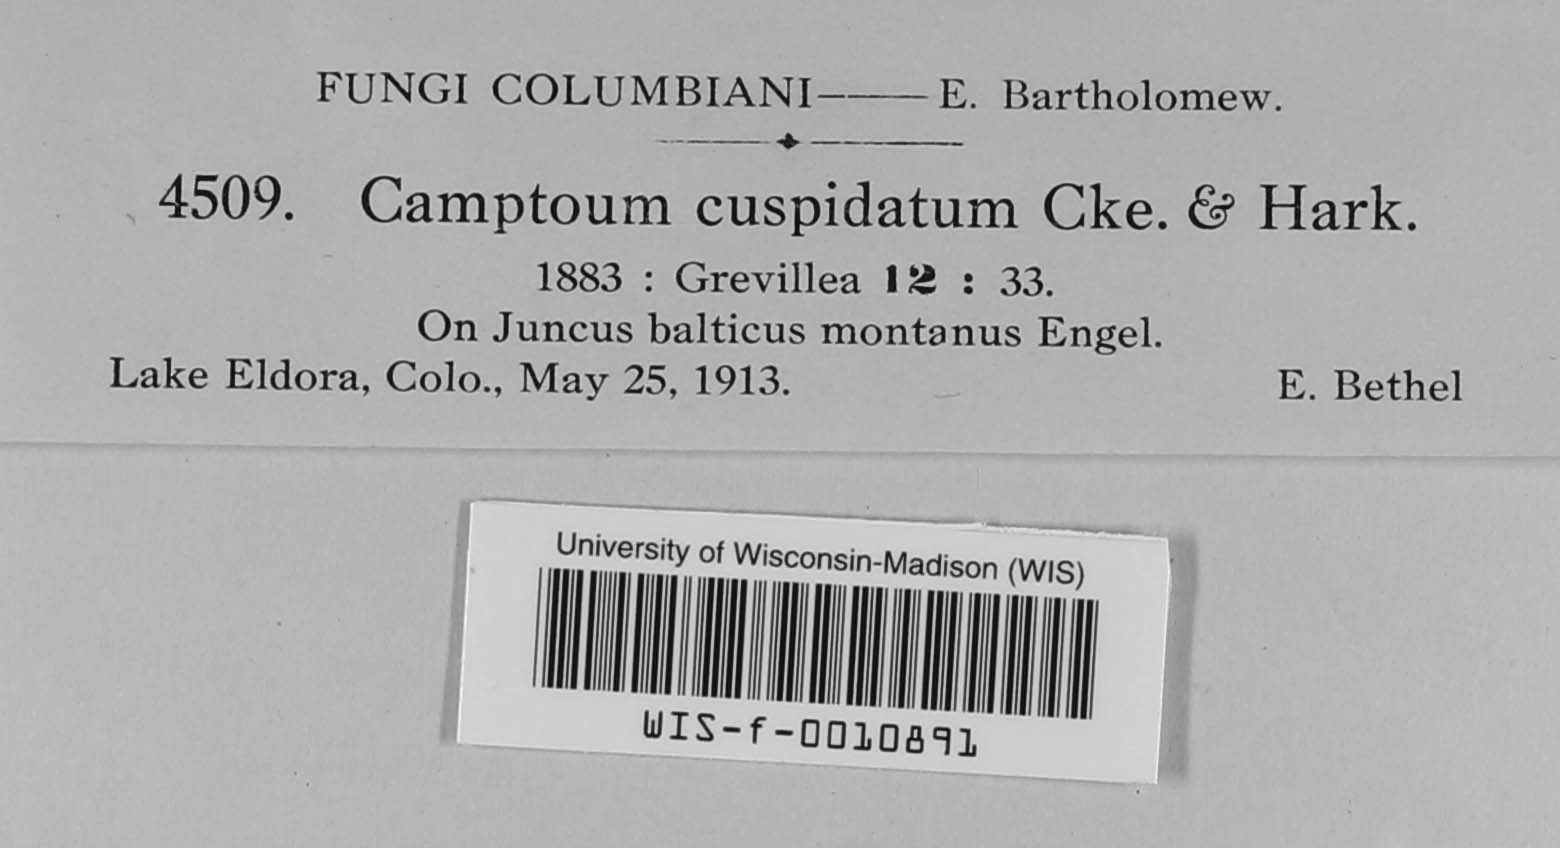 FUNGI COLUMBIANI—— E. Bartholomew.
4509. Camptoum cuspidatum Cke. & Hark.
1883 : Grevillea 12 : 33.
On Juncus balticus montanus Engel.
Lake Eldora, Colo., May 25, 1913. E. Bethel
University of Wisconsin-Madison (WIS)
WIS-f-0010891